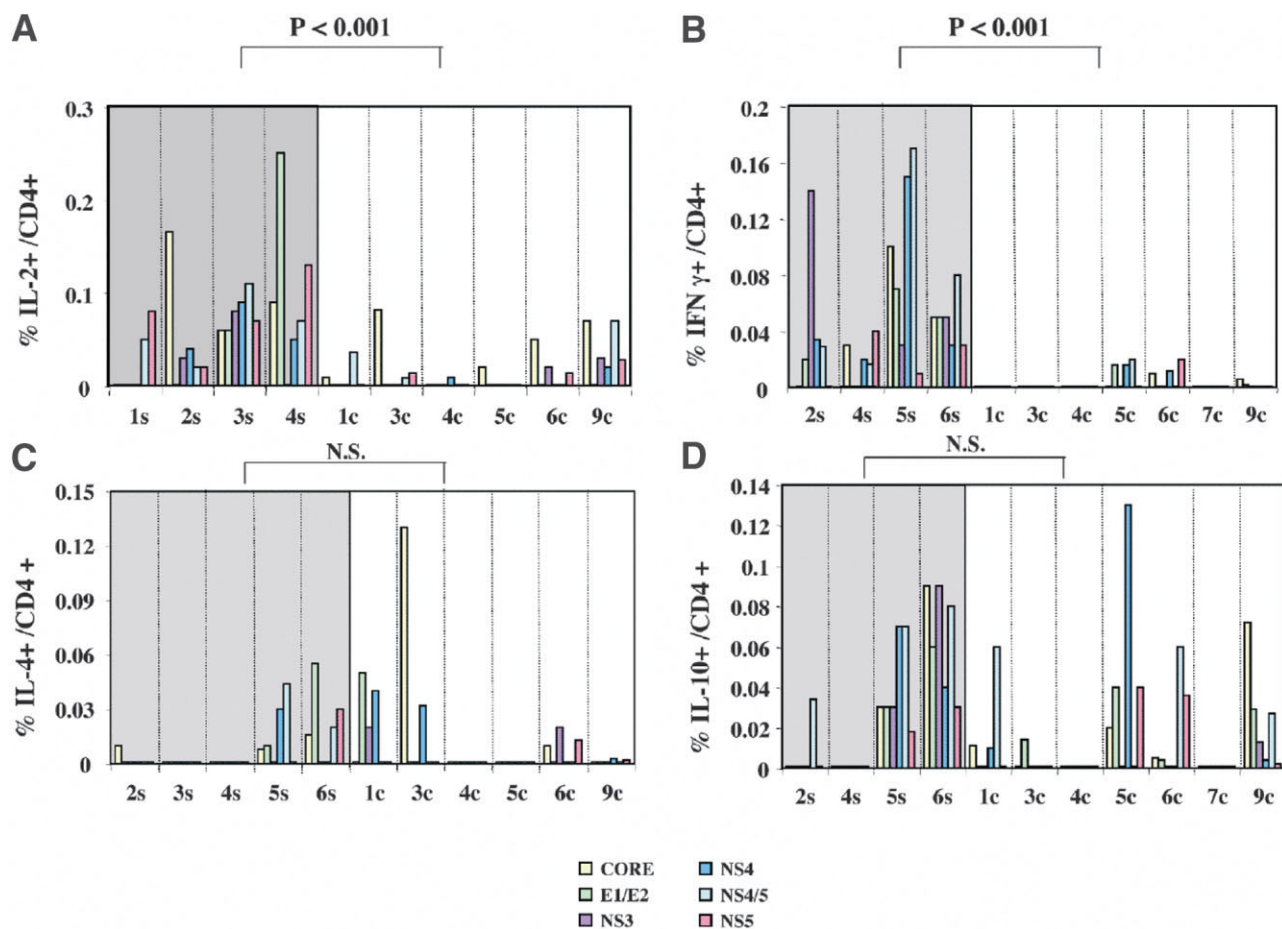 A
P < 0.001
% IL-2+ /CD4+
0.3
0.2
0.1
0
1s 2s 3s 4s 1c 3c 4c 5c 6c 9c
B
P < 0.001
% IFN γ+ /CD4+
0.2
0.16
0.12
0.08
0.04
0
2s 4s 5s 6s 1c 3c 4c 5c 6c 7c 9c
C
N.S.
% IL-4+ /CD4 +
0.15
0.12
0.09
0.06
0.03
0
2s 3s 4s 5s 6s 1c 3c 4c 5c 6c 9c
D
N.S.
% IL-10+ /CD4 +
0.14
0.12
0.1
0.08
0.06
0.04
0.02
0
2s 4s 5s 6s 1c 3c 4c 5c 6c 7c 9c
CORE
E1/E2
NS3
NS4
NS4/5
NS5